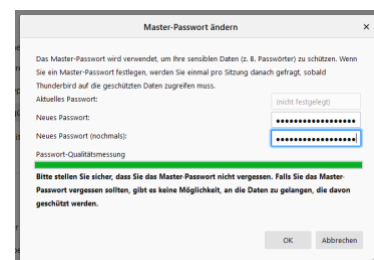 Master-Passwort ändern
Das Master-Passwort wird verwendet, um Ihre sensiblen Daten (z. B. Passwörter) zu schützen. Wenn
Sie ein Master-Passwort festlegen, werden Sie einmal pro Sitzung danach gefragt, sobald
Thunderbird auf die geschützten Daten zugreifen muss.
Aktuelles Passwort: (nicht festgelegt)
Neues Passwort:
Neues Passwort (nochmals):
Passwort-Qualitätsmessung
Bitte stellen Sie sicher, dass Sie das Master-Passwort nicht vergessen. Falls Sie das Master-
Passwort vergessen sollten, gibt es keine Möglichkeit, an die Daten zu gelangen, die davon
geschützt werden.
OK Abbrechen